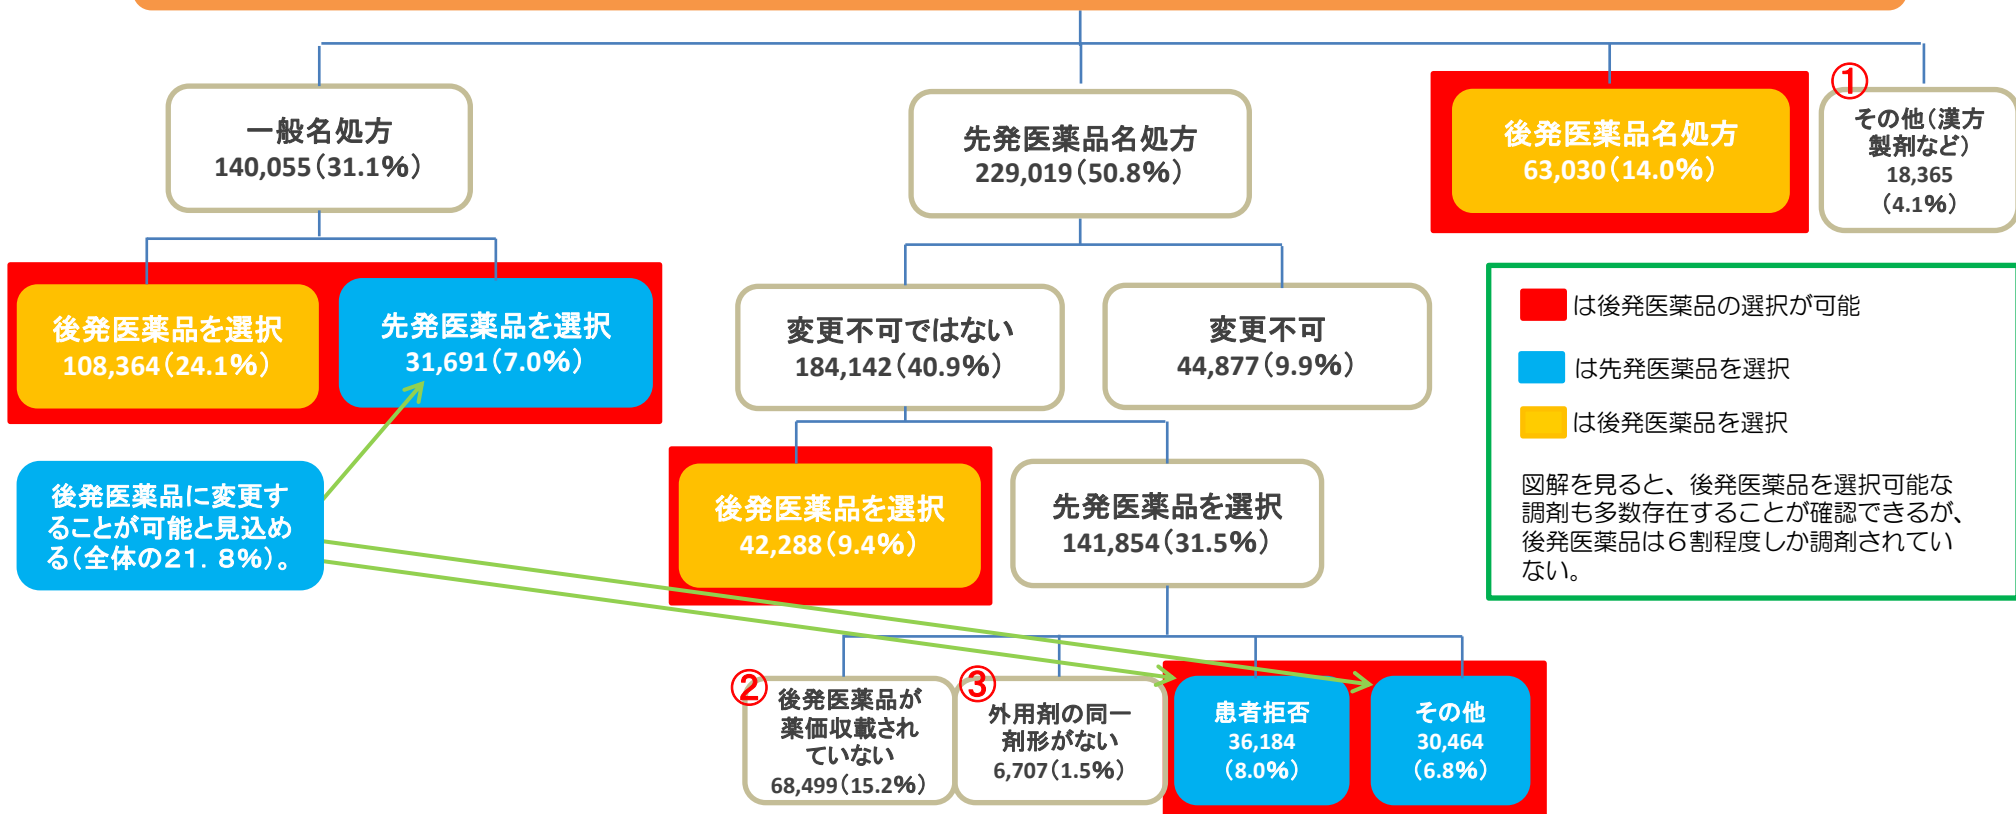 一般名処方
140,055(31.1%)
先発医薬品名処方
229,019(50.8%)
後発医薬品名処方
63,030(14.0%)
①
その他(漢方
製剤など)
18,365
(4.1%)
後発医薬品を選択
108,364(24.1%)
先発医薬品を選択
31,691(7.0%)
変更不可ではない
184,142(40.9%)
変更不可
44,877(9.9%)
は後発医薬品の選択が可能
は先発医薬品を選択
は後発医薬品を選択
図解を見ると、後発医薬品を選択可能な
調剤も多数存在することが確認できるが、
後発医薬品は6割程度しか調剤されてい
ない。
後発医薬品に変更す
ることが可能と見込め
る(全体の21.8%)。
後発医薬品を選択
42,288(9.4%)
先発医薬品を選択
141,854(31.5%)
②
後発医薬品が
薬価収載され
ていない
68,499(15.2%)
③
外用剤の同一
剤形がない
6,707(1.5%)
患者拒否
36,184
(8.0%)
その他
30,464
(6.8%)